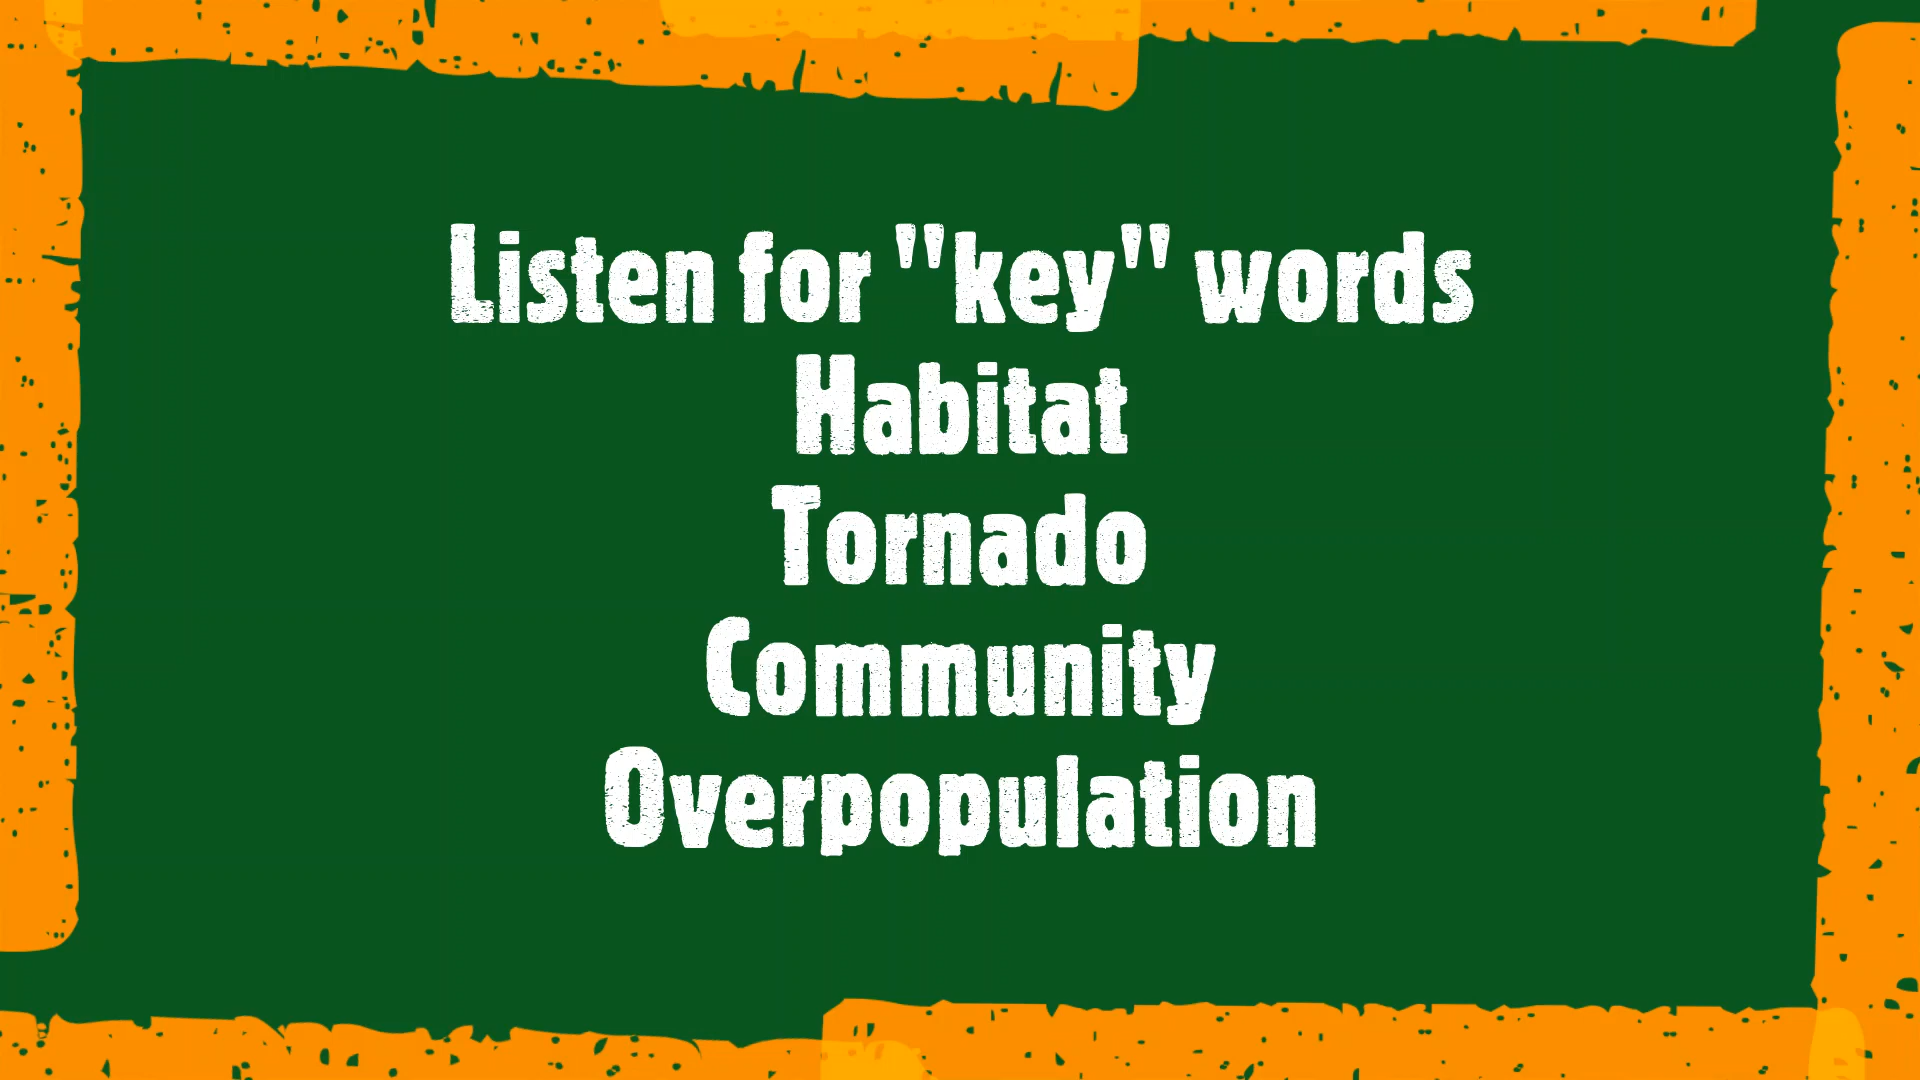 Listen for "key" words
Habitat
Tornado
Community
Overpopulation